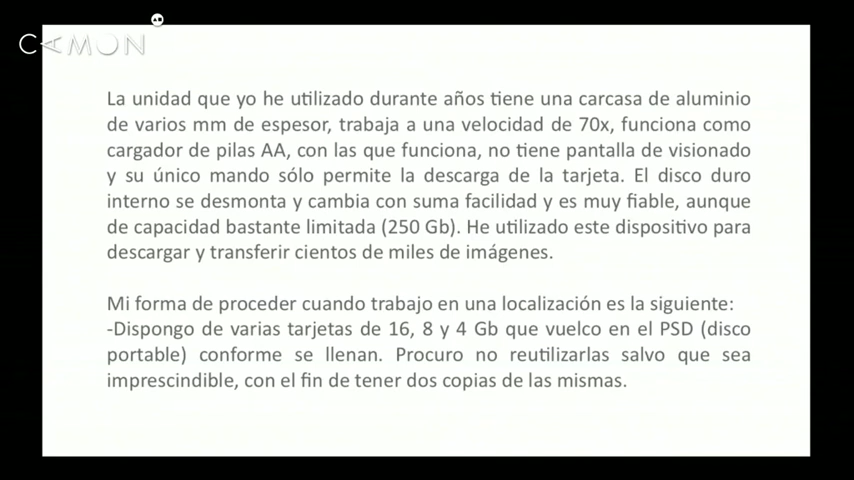 CAMON
La unidad que yo he utilizado durante años tiene una carcasa de aluminio
de varios mm de espesor, trabaja a una velocidad de 70x, funciona como
cargador de pilas AA, con las que funciona, no tiene pantalla de visionado
y su único mando sólo permite la descarga de la tarjeta. El disco duro
interno se desmonta y cambia con suma facilidad y es muy fiable, aunque
de capacidad bastante limitada (250 Gb). He utilizado este dispositivo para
descargar y transferir cientos de miles de imágenes.
Mi forma de proceder cuando trabajo en una localización es la siguiente:
-Dispongo de varias tarjetas de 16, 8 y 4 Gb que vuelco en el PSD (disco
portable) conforme se llenan. Procuro no reutilizarlas salvo que sea
imprescindible, con el fin de tener dos copias de las mismas.